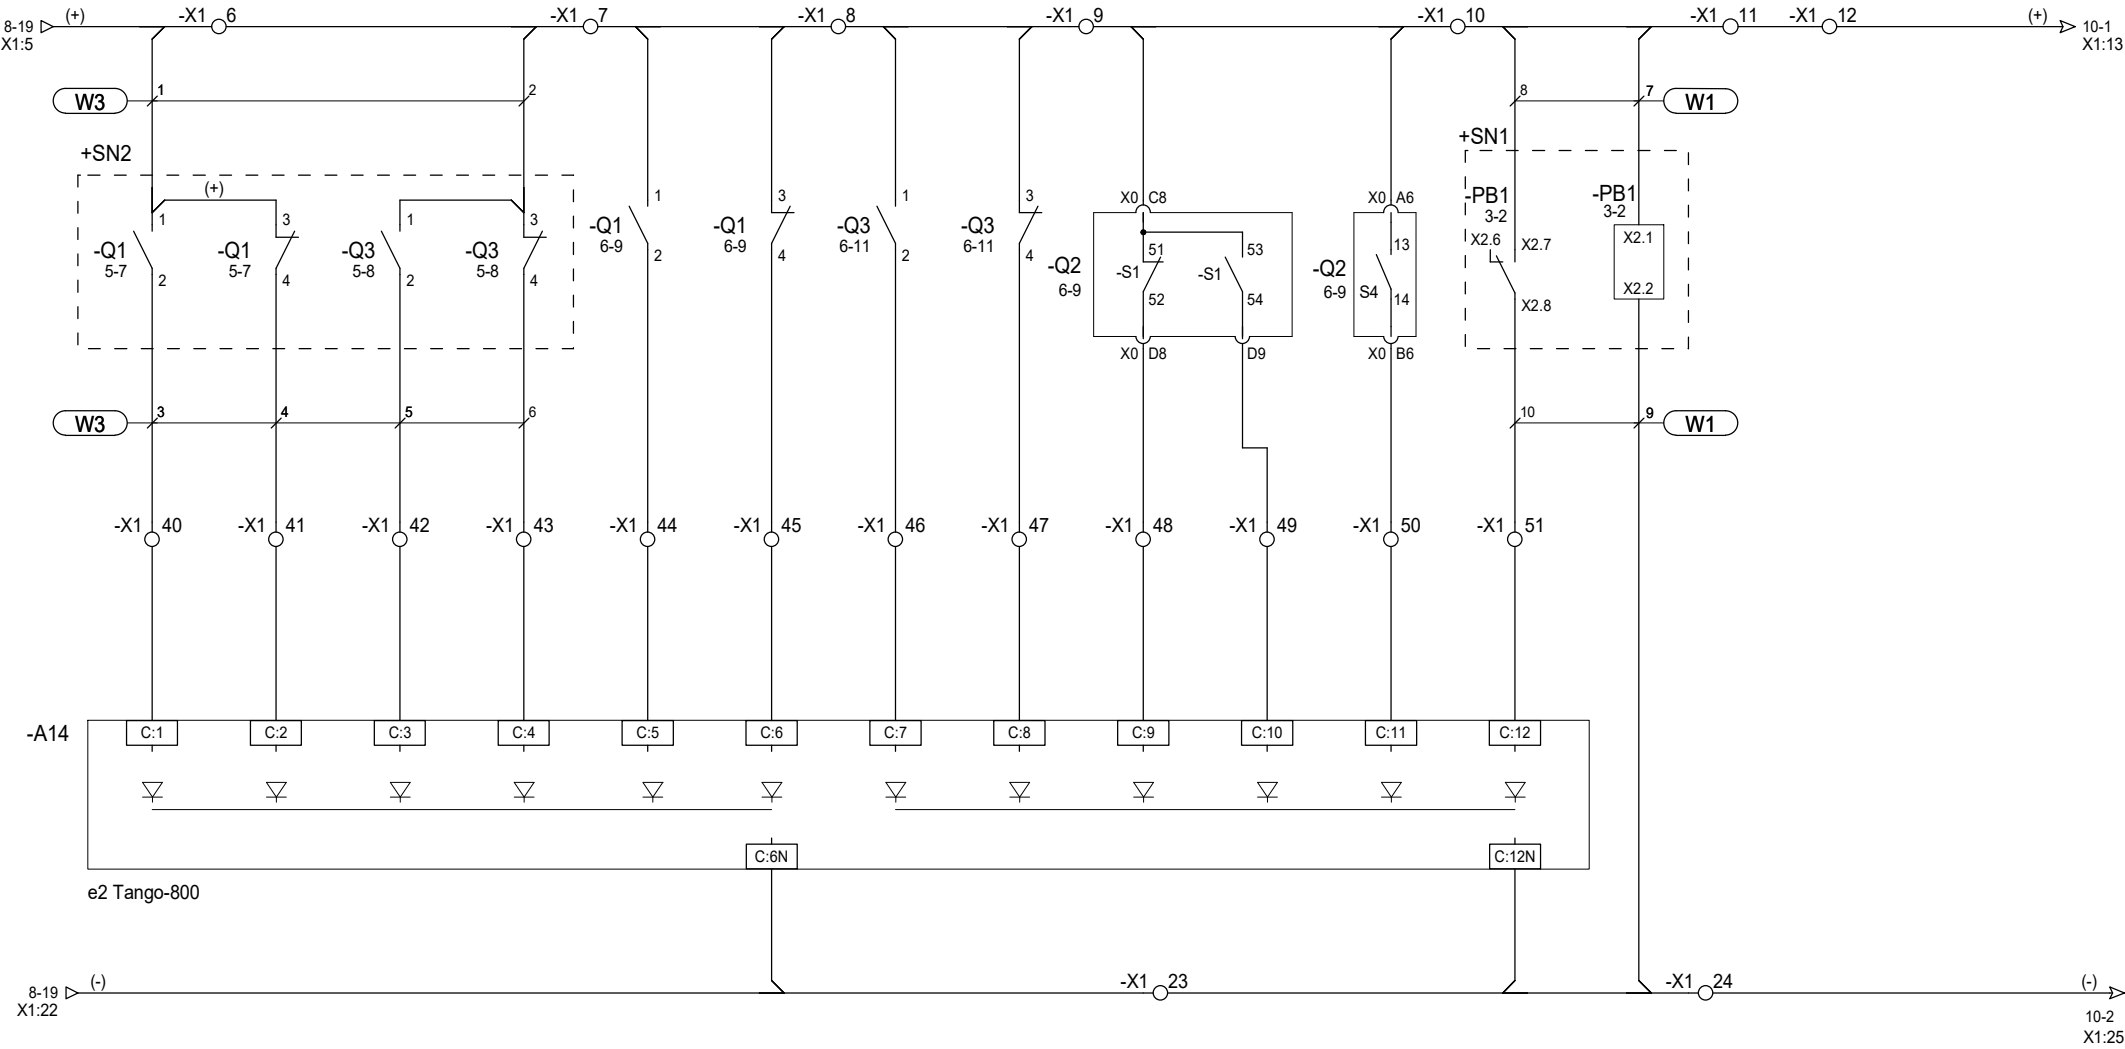 8-19 (+) -X1 6 -X1 7 -X1 8 -X1 9 -X1 10 -X1 11 -X1 12 (+) 10-1
X1:5 X1:13
W3 1 2 8 7 W1
+SN2 +SN1
(+)
1 3 1 3 1 3 1 3 X0 C8 X0 A6
-Q1 -Q1 -Q3 -Q3 -Q1 -Q1 -Q3 -Q3 -PB1 -PB1
5-7 5-7 5-8 5-8 6-9 6-9 6-11 6-11 3-2 3-2
2 4 2 4 2 4 2 4
-Q2 51 53 -Q2 13 X2.6 X2.7 X2.1
6-9 -S1 -S1 6-9 S4
52 54 14 X2.8 X2.2
X0 D8 D9 X0 B6
W3 3 4 5 6 10 9 W1
-X1 40 -X1 41 -X1 42 -X1 43 -X1 44 -X1 45 -X1 46 -X1 47 -X1 48 -X1 49 -X1 50 -X1 51
-A14 C:1 C:2 C:3 C:4 C:5 C:6 C:7 C:8 C:9 C:10 C:11 C:12
C:6N C:12N
e2 Tango-800
8-19 (-) -X1 23 -X1 24 (-)
X1:22 10-2
X1:25